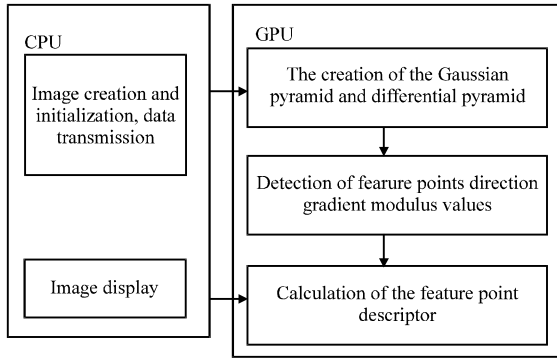 CPU
Image creation and
initialization, data
transmission
Image display
GPU
The creation of the Gaussian
pyramid and differential pyramid
Detection of fearure points direction
gradient modulus values
Calculation of the feature point
descriptor